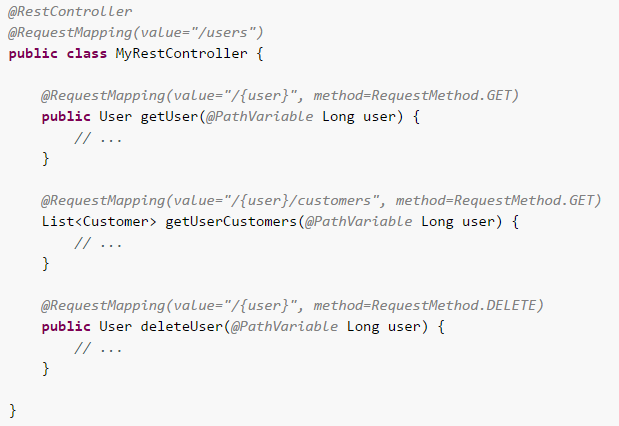 @RestController
@RequestMapping(value="/users")
public class MyRestController {
@RequestMapping(value="/{user}", method=RequestMethod.GET)
public User getUser(@PathVariable Long user) {
// ...
}
@RequestMapping(value="/{user}/customers", method=RequestMethod.GET)
List<Customer> getUserCustomers(@PathVariable Long user) {
// ...
}
@RequestMapping(value="/{user}", method=RequestMethod.DELETE)
public User deleteUser(@PathVariable Long user) {
// ...
}
}